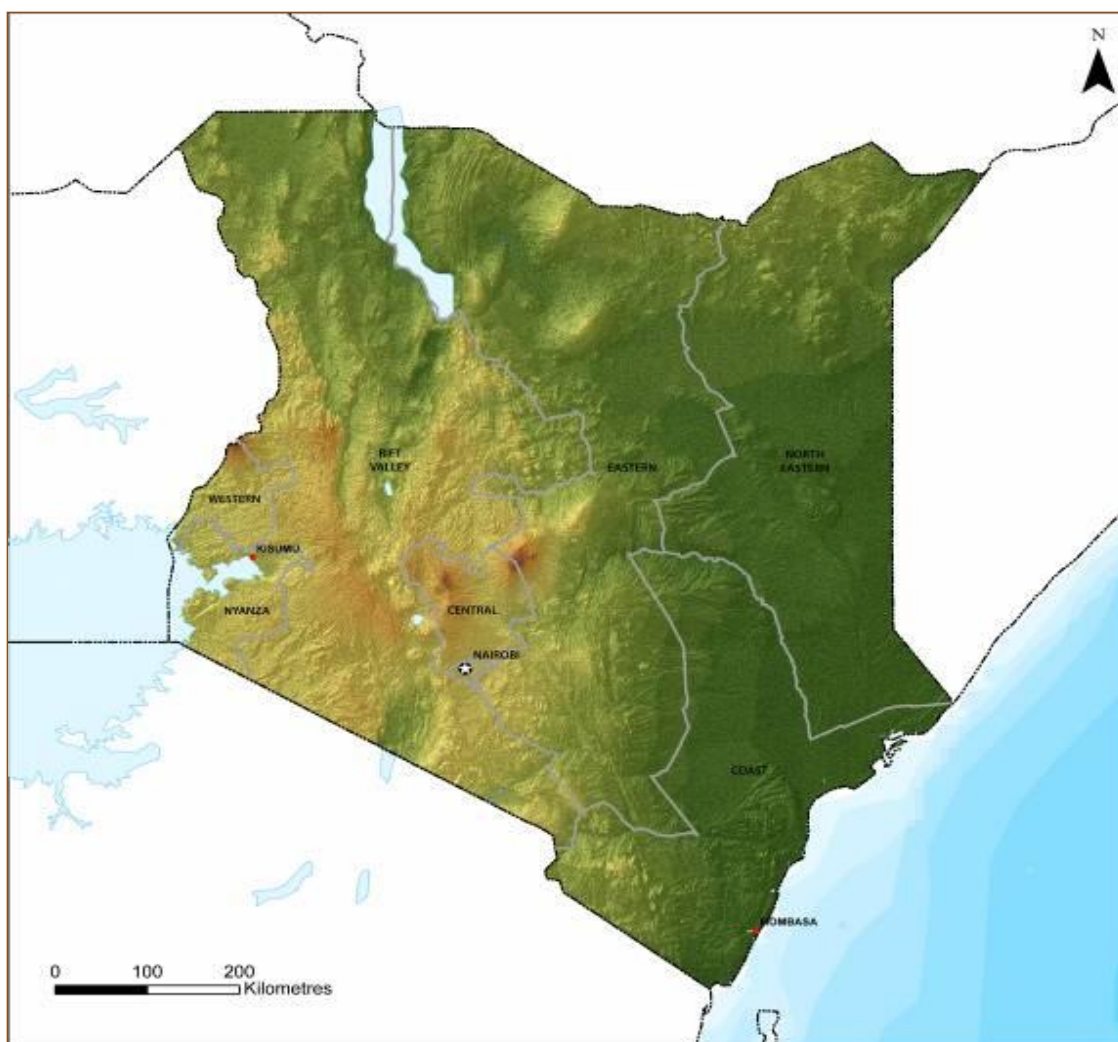 N
RIFT
VALLEY
EASTERN
NORTH
EASTERN
WESTERN
KISUMU
NYANZA
CENTRAL
NAIROBI
COAST
MOMBASA
0 100 200
Kilometres